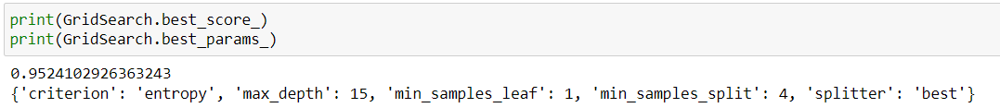 print(GridSearch.best_score_)
print(GridSearch.best_params_)
0.9524102926363243
{'criterion': 'entropy', 'max_depth': 15, 'min_samples_leaf': 1, 'min_samples_split': 4, 'splitter': 'best'}